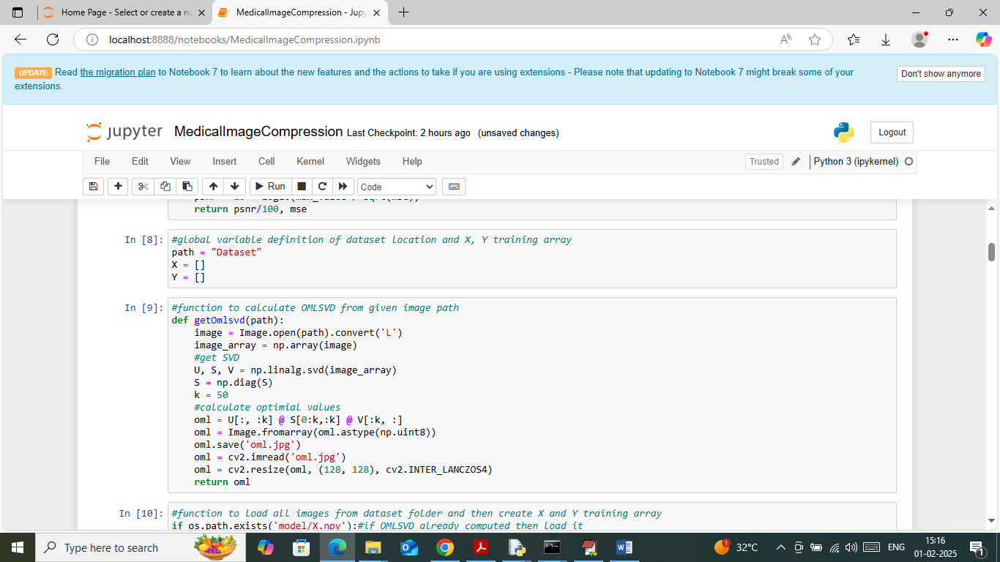 Home Page - Select or create a n
MedicalImageCompression - Jupy
localhost:8888/notebooks/MedicalImageCompression.ipynb
UPDATE Read the migration plan to Notebook 7 to learn about the new features and the actions to take if you are using extensions - Please note that updating to Notebook 7 might break some of your
extensions.
Don't show anymore
jupyter MedicalImageCompression Last Checkpoint: 2 hours ago (unsaved changes)
Logout
File Edit View Insert Cell Kernel Widgets Help
Trusted Python 3 (ipykernel)
Run Code
return psnr/100, mse
In [8]: #global variable definition of dataset location and X, Y training array
path = "Dataset"
X = []
Y = []
In [9]: #function to calculate OMLSVD from given image path
def getOmlsvd(path):
image = Image.open(path).convert('L')
image_array = np.array(image)
#get SVD
U, S, V = np.linalg.svd(image_array)
S = np.diag(S)
k = 50
#calculate optimial values
oml = U[:, :k] @ S[0:k,:k] @ V[:k, :]
oml = Image.fromarray(oml.astype(np.uint8))
oml.save('oml.jpg')
oml = cv2.imread('oml.jpg')
oml = cv2.resize(oml, (128, 128), cv2.INTER_LANCZOS4)
return oml
In [10]: #function to load all images from dataset folder and then create X and Y training array
if os.path.exists('model/X.npy'):#if OMLSVD already computed then load it
Type here to search
1
32°C
ENG
15:16
01-02-2025
1